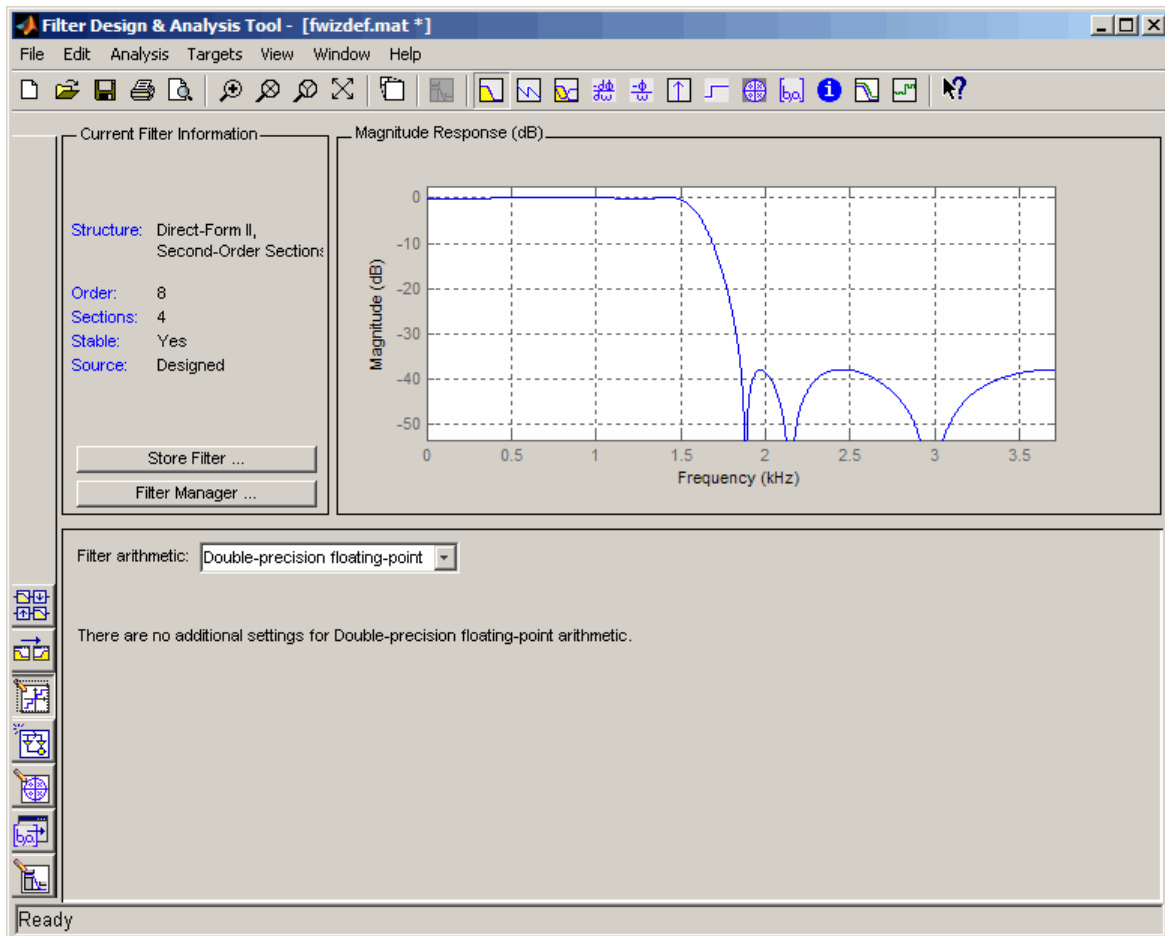 Filter Design & Analysis Tool - [fwizdef.mat *]
File Edit Analysis Targets View Window Help
Current Filter Information
Structure: Direct-Form II,
Second-Order Sections
Order: 8
Sections: 4
Stable: Yes
Source: Designed
Store Filter ...
Filter Manager ...
Magnitude Response (dB)
Magnitude (dB)
0
-10
-20
-30
-40
-50
0 0.5 1 1.5 2 2.5 3 3.5
Frequency (kHz)
Filter arithmetic: Double-precision floating-point
There are no additional settings for Double-precision floating-point arithmetic.
Ready